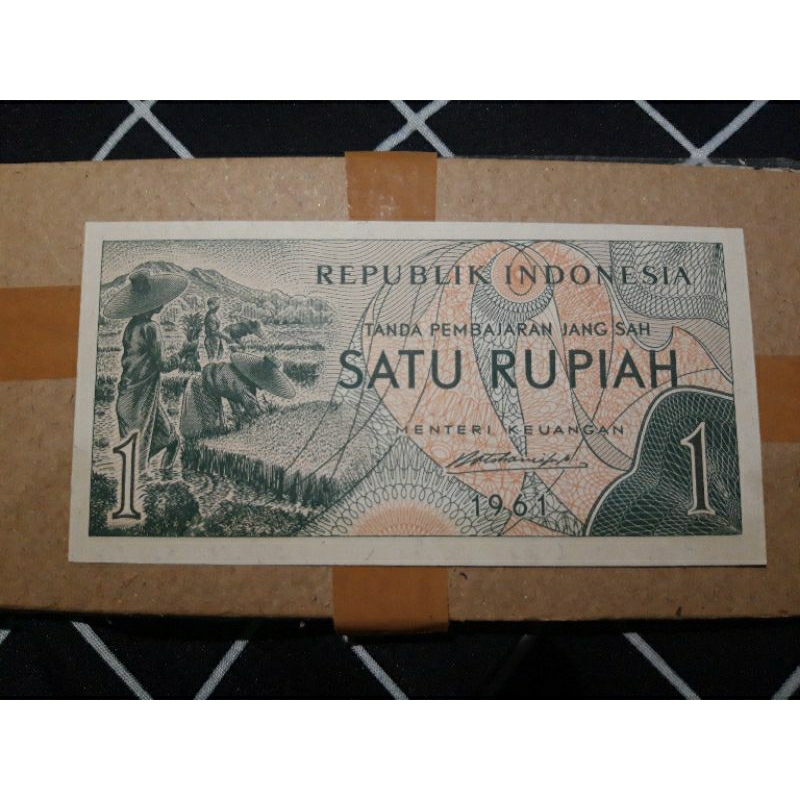 REPUBLIK INDONESIA
TANDA PEMBAJARAN JANG SAH
SATU RUPIAH
MENTERI KEUANGAN
1961
1
1